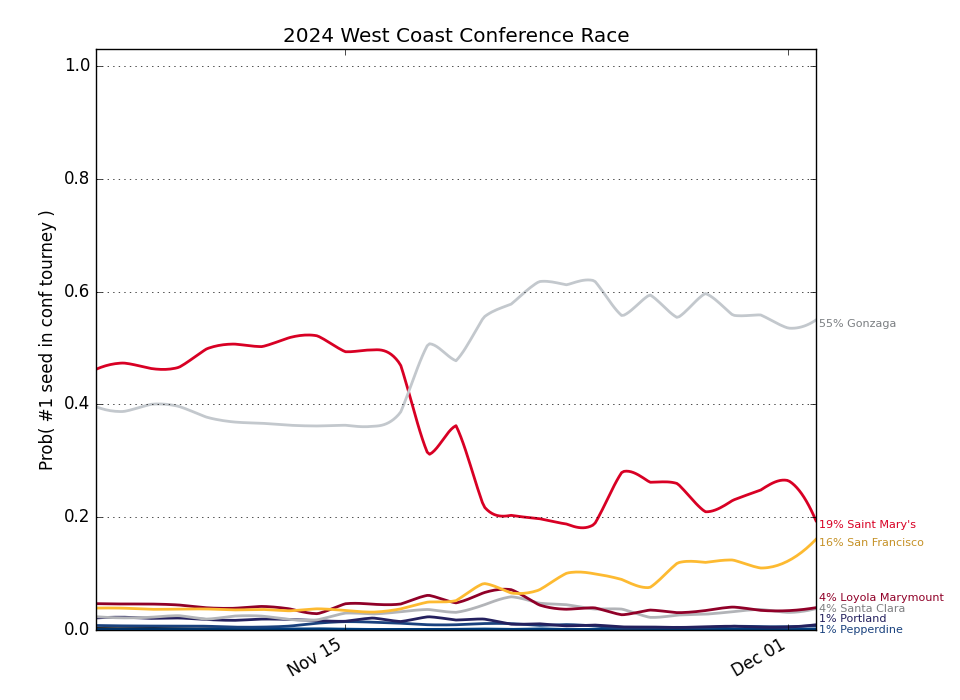 2024 West Coast Conference Race
Prob( #1 seed in conf tourney )
1.0
0.8
0.6
0.4
0.2
0.0
Nov 15
Dec 01
55% Gonzaga
19% Saint Mary's
16% San Francisco
4% Loyola Marymount
4% Santa Clara
1% Portland
1% Pepperdine